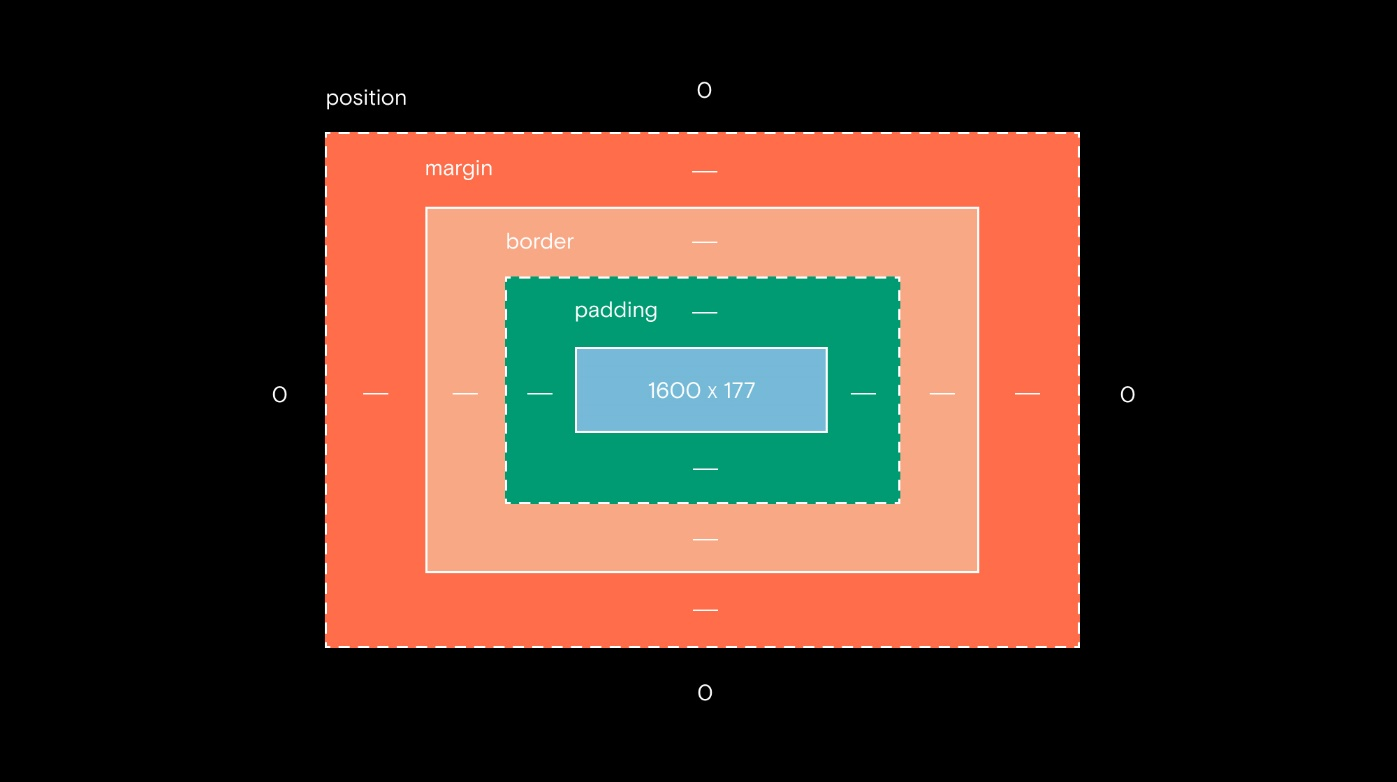 position
0
margin
—
border
—
padding
—
0 — — — 1600 x 177 — — — 0
—
—
—
0